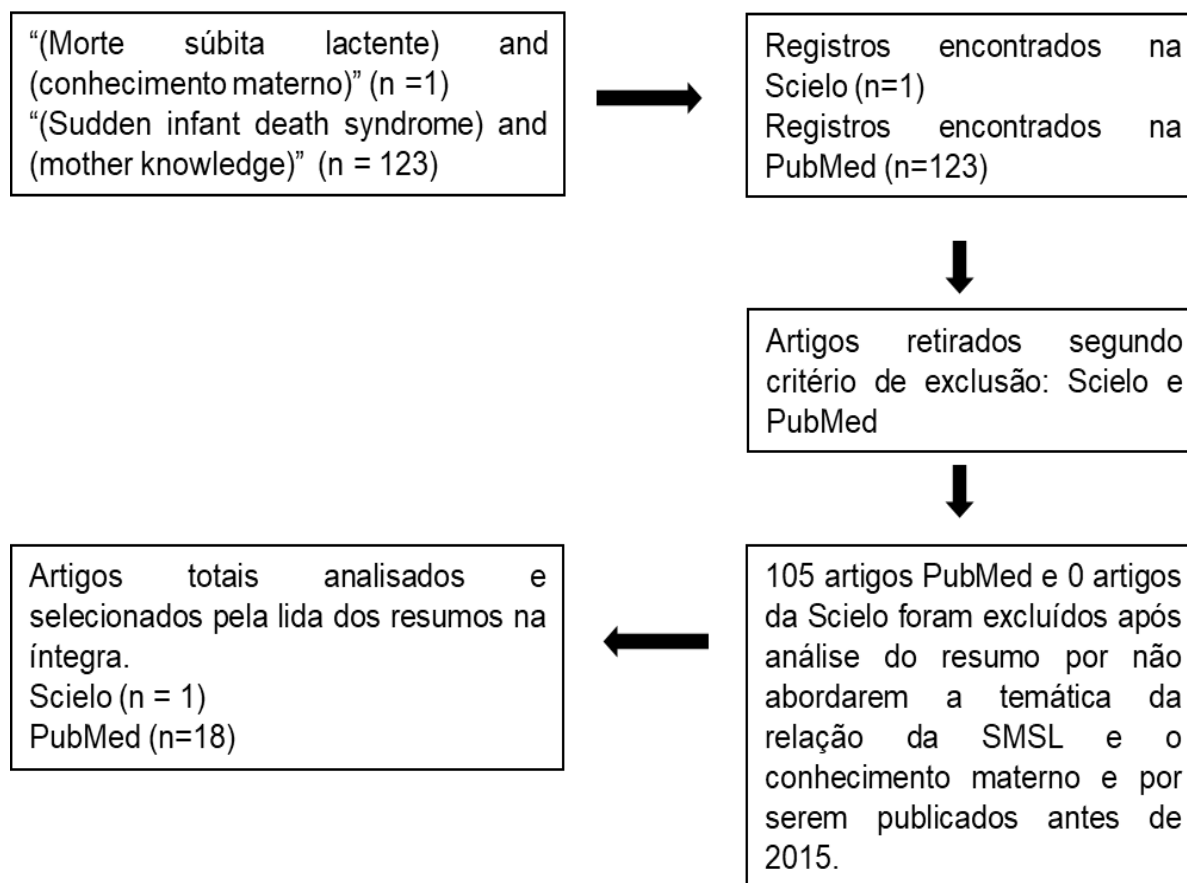 “(Morte súbita lactente) and
(conhecimento materno)” (n =1)
“(Sudden infant death syndrome) and
(mother knowledge)” (n = 123)
Registros encontrados na
Scielo (n=1)
Registros encontrados na
PubMed (n=123)
Artigos retirados segundo
critério de exclusão: Scielo e
PubMed
105 artigos PubMed e 0 artigos
da Scielo foram excluídos após
análise do resumo por não
abordarem a temática da
relação da SMSL e o
conhecimento materno e por
serem publicados antes de
2015.
Artigos totais analisados e
selecionados pela lida dos resumos na
íntegra.
Scielo (n = 1)
PubMed (n=18)